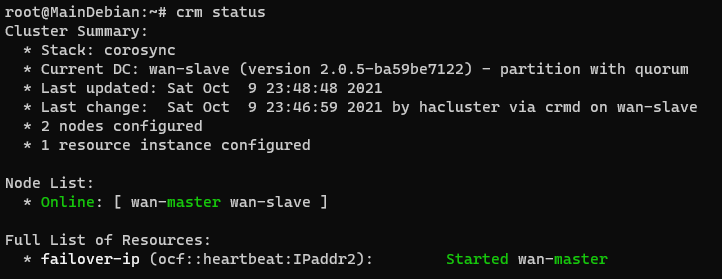 root@MainDebian:~# crm status
Cluster Summary:
  * Stack: corosync
  * Current DC: wan-slave (version 2.0.5-ba59be7122) - partition with quorum
  * Last updated: Sat Oct  9 23:48:48 2021
  * Last change:  Sat Oct  9 23:46:59 2021 by hacluster via crmd on wan-slave
  * 2 nodes configured
  * 1 resource instance configured

Node List:
  * Online: [ wan-master wan-slave ]

Full List of Resources:
  * failover-ip (ocf::heartbeat:IPaddr2):        Started wan-master